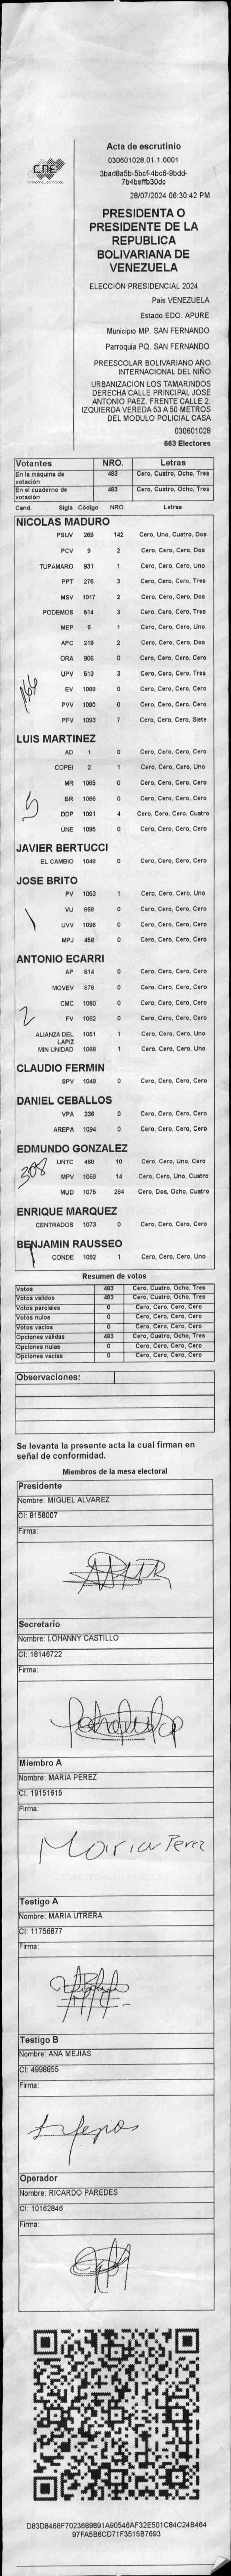 CNE
Acta de escrutinio
030601028.01.1.0001
3bad8a5b-5bcf-4bc6-9bdd-
7b4beffb30dc
28/07/2024 06:30:42 PM
PRESIDENTA O
PRESIDENTE DE LA
REPUBLICA
BOLIVARIANA DE
VENEZUELA
ELECCIÓN PRESIDENCIAL 2024
País VENEZUELA
Estado EDO. APURE
Municipio MP. SAN FERNANDO
Parroquia PQ. SAN FERNANDO
PREESCOLAR BOLIVARIANO AÑO
INTERNACIONAL DEL NIÑO
URBANIZACION LOS TAMARINDOS
DERECHA CALLE PRINCIPAL JOSE
ANTONIO PAEZ. FRENTE CALLE 2.
IZQUIERDA VEREDA 53 A 50 METROS
DEL MODULO POLICIAL CASA
030601028
663 Electores
Votantes NRO. Letras
En la máquina de votación 483 Cero, Cuatro, Ocho, Tres
En el cuaderno de votación 483 Cero, Cuatro, Ocho, Tres
Cand. Sigla Código NRO. Letras
NICOLAS MADURO
PSUV 269 142 Cero, Uno, Cuatro, Dos
PCV 9 2 Cero, Cero, Cero, Dos
TUPAMARO 931 1 Cero, Cero, Cero, Uno
PPT 276 3 Cero, Cero, Cero, Tres
MSV 1017 2 Cero, Cero, Cero, Dos
PODEMOS 514 3 Cero, Cero, Cero, Tres
MEP 6 1 Cero, Cero, Cero, Uno
APC 219 2 Cero, Cero, Cero, Dos
ORA 906 0 Cero, Cero, Cero, Cero
UPV 513 3 Cero, Cero, Cero, Tres
EV 1089 0 Cero, Cero, Cero, Cero
166
PVV 1090 0 Cero, Cero, Cero, Cero
PFV 1093 7 Cero, Cero, Cero, Siete
LUIS MARTINEZ
AD 1 0 Cero, Cero, Cero, Cero
COPEI 2 1 Cero, Cero, Cero, Uno
MR 1065 0 Cero, Cero, Cero, Cero
5
BR 1066 0 Cero, Cero, Cero, Cero
DDP 1091 4 Cero, Cero, Cero, Cuatro
UNE 1095 0 Cero, Cero, Cero, Cero
JAVIER BERTUCCI
EL CAMBIO 1048 0 Cero, Cero, Cero, Cero
JOSE BRITO
PV 1053 1 Cero, Cero, Cero, Uno
VU 868 0 Cero, Cero, Cero, Cero
UVV 1096 0 Cero, Cero, Cero, Cero
MPJ 458 0 Cero, Cero, Cero, Cero
ANTONIO ECARRI
AP 814 0 Cero, Cero, Cero, Cero
MOVEV 878 0 Cero, Cero, Cero, Cero
CMC 1050 0 Cero, Cero, Cero, Cero
2
FV 1062 0 Cero, Cero, Cero, Cero
ALIANZA DEL LAPIZ 1051 1 Cero, Cero, Cero, Uno
MIN UNIDAD 1068 1 Cero, Cero, Cero, Uno
CLAUDIO FERMIN
SPV 1049 0 Cero, Cero, Cero, Cero
DANIEL CEBALLOS
VPA 236 0 Cero, Cero, Cero, Cero
AREPA 1094 0 Cero, Cero, Cero, Cero
EDMUNDO GONZALEZ
UNTC 460 10 Cero, Cero, Uno, Cero
308
MPV 1069 14 Cero, Cero, Uno, Cuatro
MUD 1075 284 Cero, Dos, Ocho, Cuatro
ENRIQUE MARQUEZ
CENTRADOS 1073 0 Cero, Cero, Cero, Cero
BENJAMIN RAUSSEO
CONDE 1092 1 Cero, Cero, Cero, Uno
Resumen de votos
Votos 483 Cero, Cuatro, Ocho, Tres
Votos validos 483 Cero, Cuatro, Ocho, Tres
Votos parciales 0 Cero, Cero, Cero, Cero
Votos nulos 0 Cero, Cero, Cero, Cero
Votos vacios 0 Cero, Cero, Cero, Cero
Opciones validas 483 Cero, Cuatro, Ocho, Tres
Opciones nulas 0 Cero, Cero, Cero, Cero
Opciones vacias 0 Cero, Cero, Cero, Cero
Observaciones:
Se levanta la presente acta la cual firman en
señal de conformidad.
Miembros de la mesa electoral
Presidente
Nombre: MIGUEL ALVAREZ
CI: 8158007
Firma:
Secretario
Nombre: LOHANNY CASTILLO
CI: 18146722
Firma:
Miembro A
Nombre: MARIA PEREZ
CI: 19151615
Firma:
Maria Perez
Testigo A
Nombre: MARIA UTRERA
CI: 11756877
Firma:
Testigo B
Nombre: ANA MEJIAS
CI: 4998855
Firma:
Operador
Nombre: RICARDO PAREDES
CI: 10162846
Firma:
D83D8466F7023689891A90546AF32E501C84C24B464
97FA5B6CD71F3515B7693